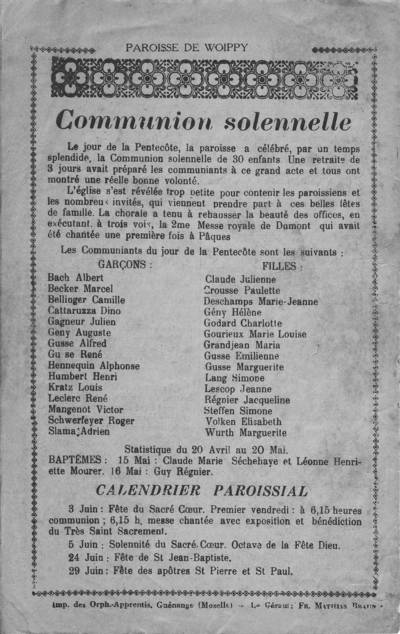 PAROISSE DE WOIPPY
Communion solennelle
Le jour de la Pentecôte, la paroisse a célébré, par un temps
splendide, la Communion solennelle de 30 enfants Une retraite de
3 jours avait préparé les communiants à ce grand acte et tous ont
montré une réelle bonne volonté.
L'église s'est révélée trop petite pour contenir les paroissiens et
les nombreux invités, qui viennent prendre part à ces belles fêtes
de famille. La chorale a tenu à rehausser la beauté des offices, en
exécutant, à trois voix, la 2me Messe royale de Dumont qui avait
été chantée une première fois à Pâques
Les Communiants du jour de la Pentecôte sont les suivants :
GARÇONS : FILLES :
Bach Albert Claude Julienne
Becker Marcel Crousse Paulette
Bellinger Camille Deschamps Marie-Jeanne
Cattaruzza Dino Gény Hélène
Gagneur Julien Godard Charlotte
Geny Auguste Gourieux Marie Louise
Gusse Alfred Grandjean Maria
Gu se René Gusse Emilienne
Hennequin Alphonse Gusse Marguerite
Humbert Henri Lang Simone
Kratz Louis Lescop Jeanne
Leclerc René Régnier Jacqueline
Mangenot Victor Steffen Simone
Schwerfeyer Roger Volken Elisabeth
Slama Adrien Wurth Marguerite
Statistique du 20 Avril au 20 Mai.
BAPTÊMES : 15 Mai : Claude Marie Séchehaye et Léonne Henri-
ette Mourer. 16 Mai : Guy Régnier.
CALENDRIER PAROISSIAL
3 Juin : Fête du Sacré Cœur. Premier vendredi : à 6,15 heures
communion ; 6,15 h. messe chantée avec exposition et bénédiction
du Très Saint Sacrement.
5 Juin : Solennité du Sacré-Cœur. Octave de la Fête Dieu.
24 Juin : Fête de St Jean-Baptiste.
29 Juin : Fête des apôtres St Pierre et St Paul.
Imp. des Orph.-Apprentis, Guénange (Moselle) — Le Gérant: FR. MATHIAS BRAUN